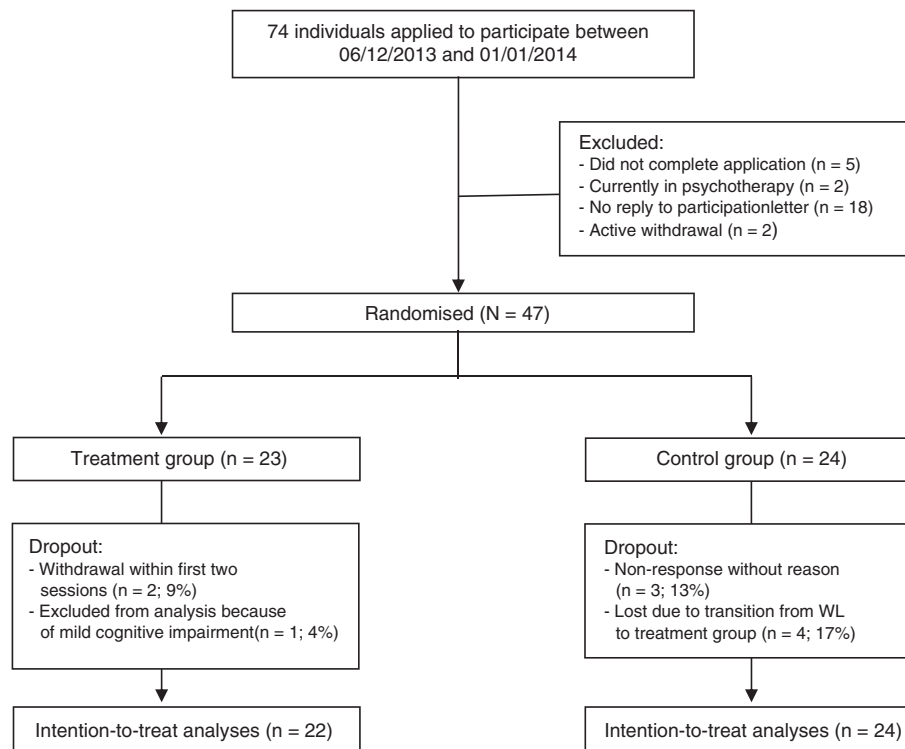 74 individuals applied to participate between
06/12/2013 and 01/01/2014
Excluded:
- Did not complete application (n = 5)
- Currently in psychotherapy (n = 2)
- No reply to participationletter (n = 18)
- Active withdrawal (n = 2)
Randomised (N = 47)
Treatment group (n = 23)
Control group (n = 24)
Dropout:
- Withdrawal within first two
sessions (n = 2; 9%)
- Excluded from analysis because
of mild cognitive impairment(n = 1; 4%)
Dropout:
- Non-response without reason
(n = 3; 13%)
- Lost due to transition from WL
to treatment group (n = 4; 17%)
Intention-to-treat analyses (n = 22)
Intention-to-treat analyses (n = 24)